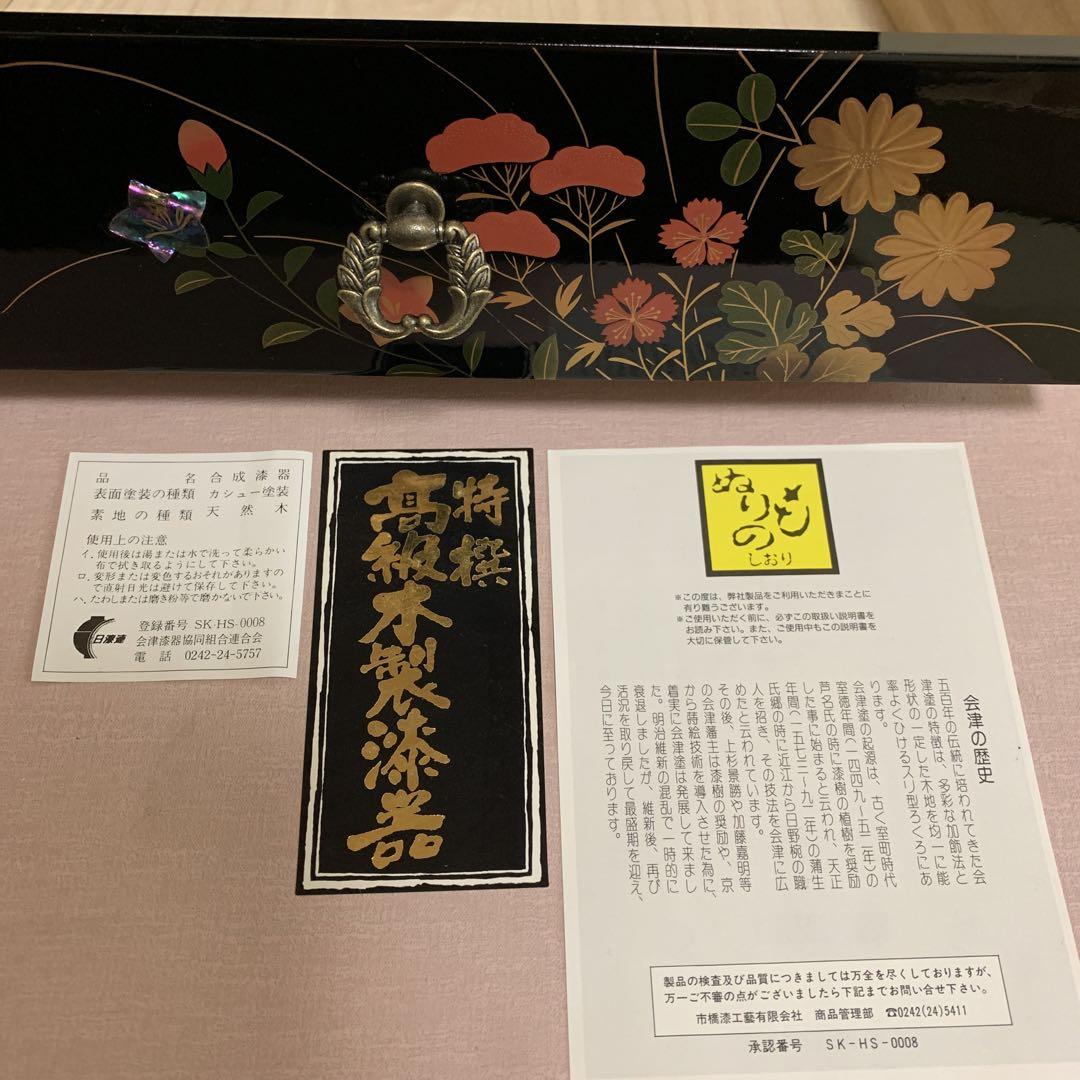 品名 合成漆器
表面塗装の種類 カシュー塗装
素地の種類 天然木
使用上の注意
イ.使用後は湯または水で洗って柔らかい
布で拭き取るようにして下さい。
ロ.変形または変色するおそれがありますの
で直射日光は避けて保存して下さい。
ハ.たわしまたは磨き粉等で磨かないで下さい。
日漆連
登録番号 SK-HS-0008
会津漆器協同組合連合会
電話 0242-24-5757
特撰
高級木製漆器
ぬりもの
しおり
※この度は、弊社製品をご利用いただきまことに
有り難うございます。
※ご使用いただく前に、必ずこの取扱い説明書を
お読み下さい。また、ご使用中もこの説明書を
大切に保管して下さい。
会津の歴史
五百年の伝統に培われてきた会
津塗の特徴は、多彩な加飾法と
形状の一定した木地を均一に能
率よくひけるスリ型ろくろにあ
ります。
会津塗の起源は、古く室町時代
宝徳年間(一四四九〜五二年)の
芦名氏の時に漆樹の植樹を奨励
した事に始まると云われ、天正
年間(一五七三〜九二年)の蒲生
氏郷の時に近江から日野椀の職
人を招き、その技法を会津に広
めたと云われています。
その後、上杉景勝や加藤嘉明等
の会津藩主は漆樹の奨励や、京
から蒔絵技術を導入させた為に、
着実に会津塗は発展して来まし
た。明治維新の混乱で一時的に
衰退しましたが、維新後、再び
活況を取り戻して最盛期を迎え、
今日に至っております。
製品の検査及び品質につきましては万全を尽くしておりますが、
万一ご不審の点がございましたら下記までお問い合せ下さい。
市橋漆工藝有限会社 商品管理部 ☎0242(24)5411
承認番号 SK-HS-0008